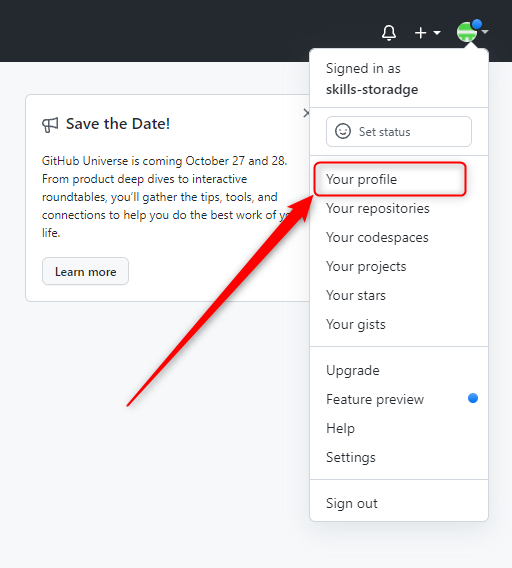 Signed in as
skills-storadge
Save the Date!
Set status
GitHub Universe is coming October 27 and 28.
From product deep dives to interactive
roundtables, you'll gather the tips, tools, and
connections to help you do the best work of
life.
Learn more
Your profile
Your repositories
Your codespaces
Your projects
Your stars
Your gists
Upgrade
Feature preview
Help
Settings
Sign out